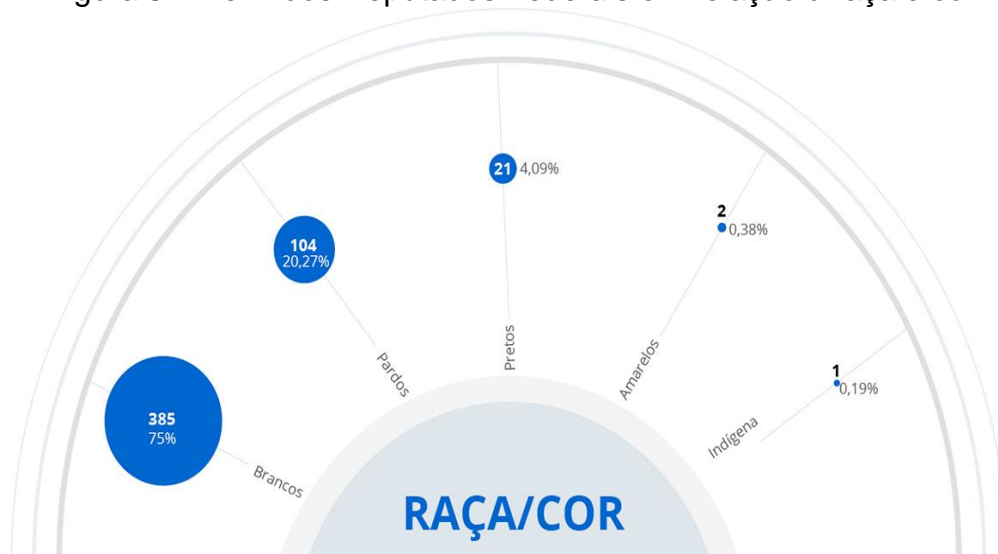 21 4,09%
2
0,38%
104
20,27%
Pretos
Amarelos
Pardos
1
0,19%
385
75%
Indígena
Brancos
RAÇA/COR